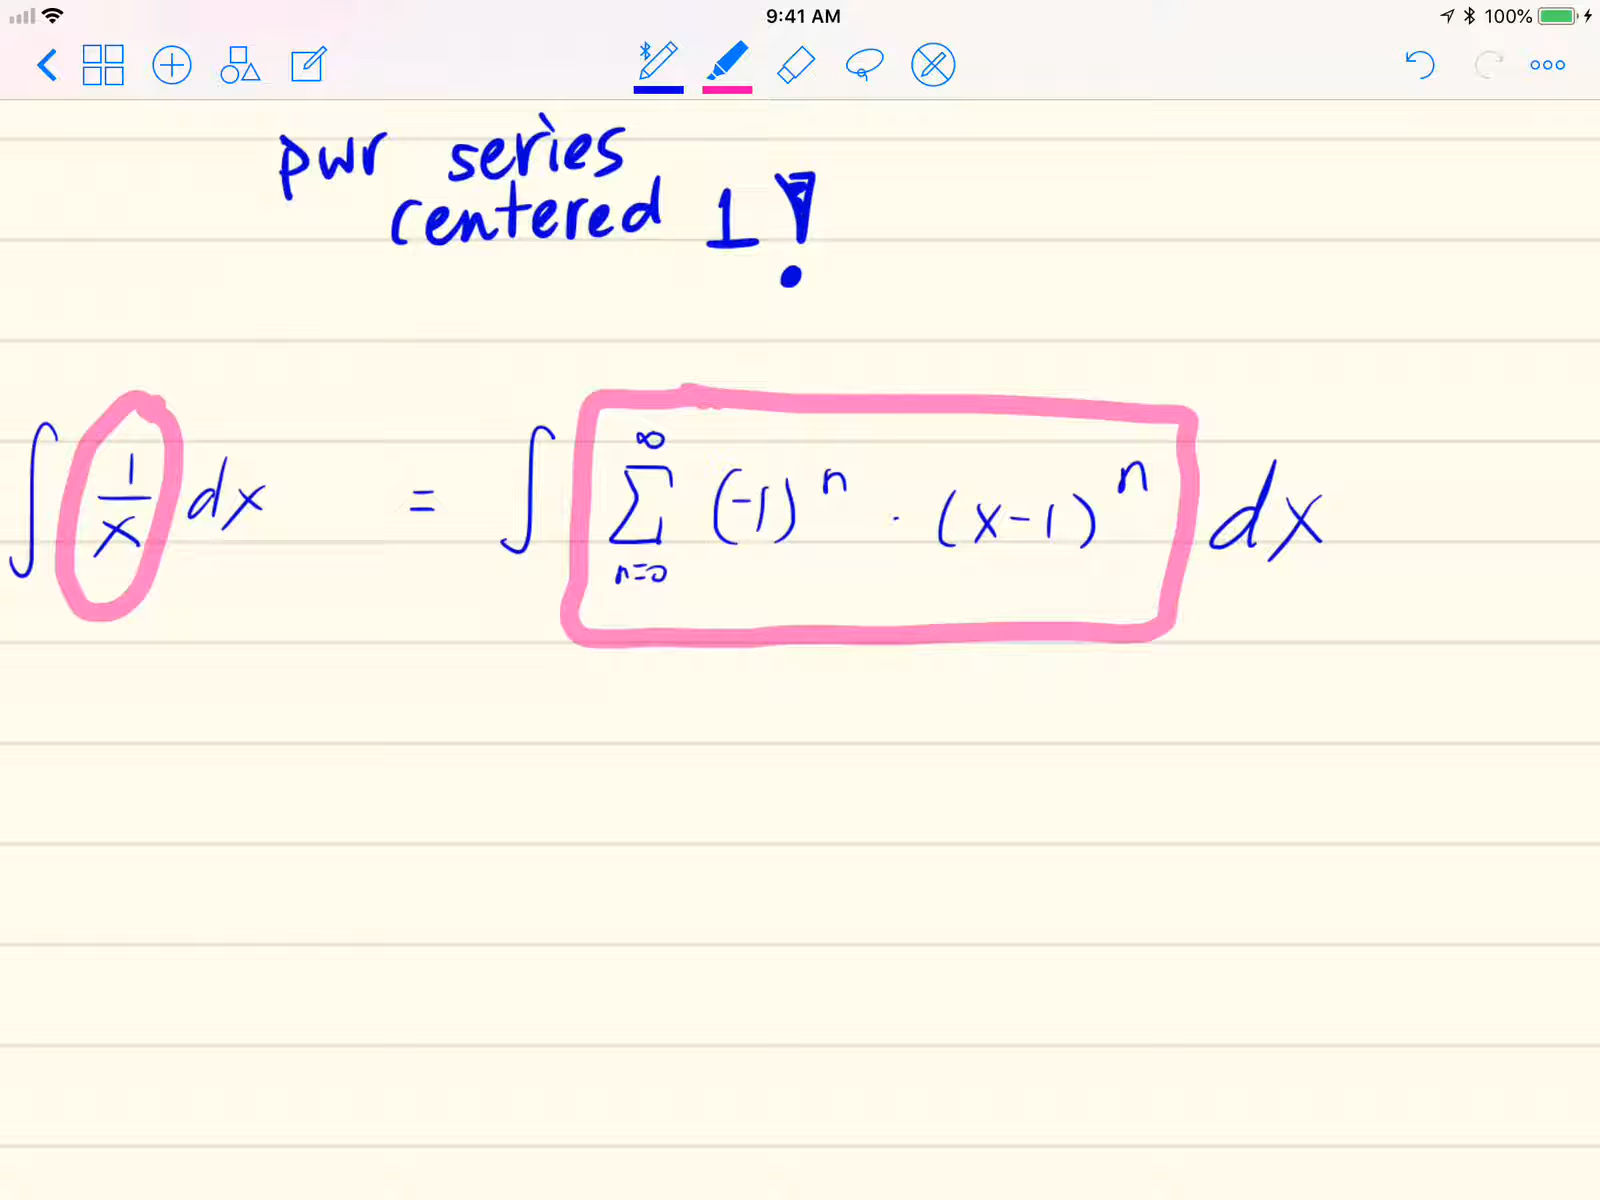 9:41 AM
100%
pwr series
centered 1!
∫ 1/x dx = ∫ ∞ ∑ n=0 (-1)^n · (x-1)^n dx